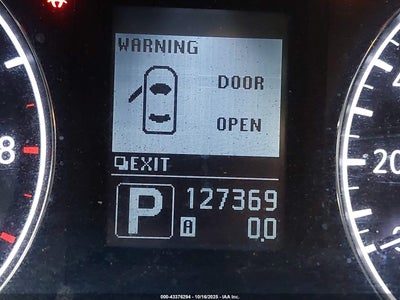 WARNING
DOOR
OPEN
EXIT
P
127369
A 0.0
8
20
000-43376294 - 10/16/2025 - IAA Inc.